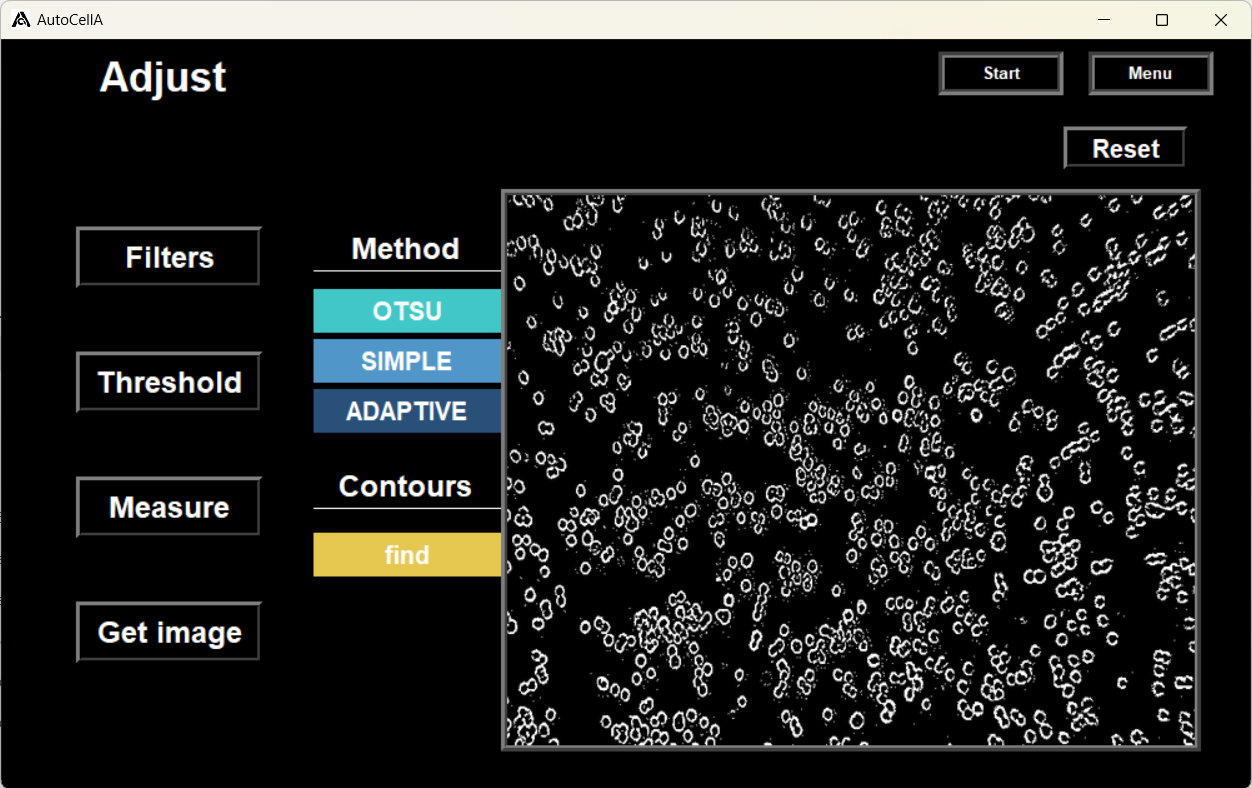 AutoCellA
Adjust
Start
Menu
Reset
Filters
Threshold
Measure
Get image
Method
OTSU
SIMPLE
ADAPTIVE
Contours
find